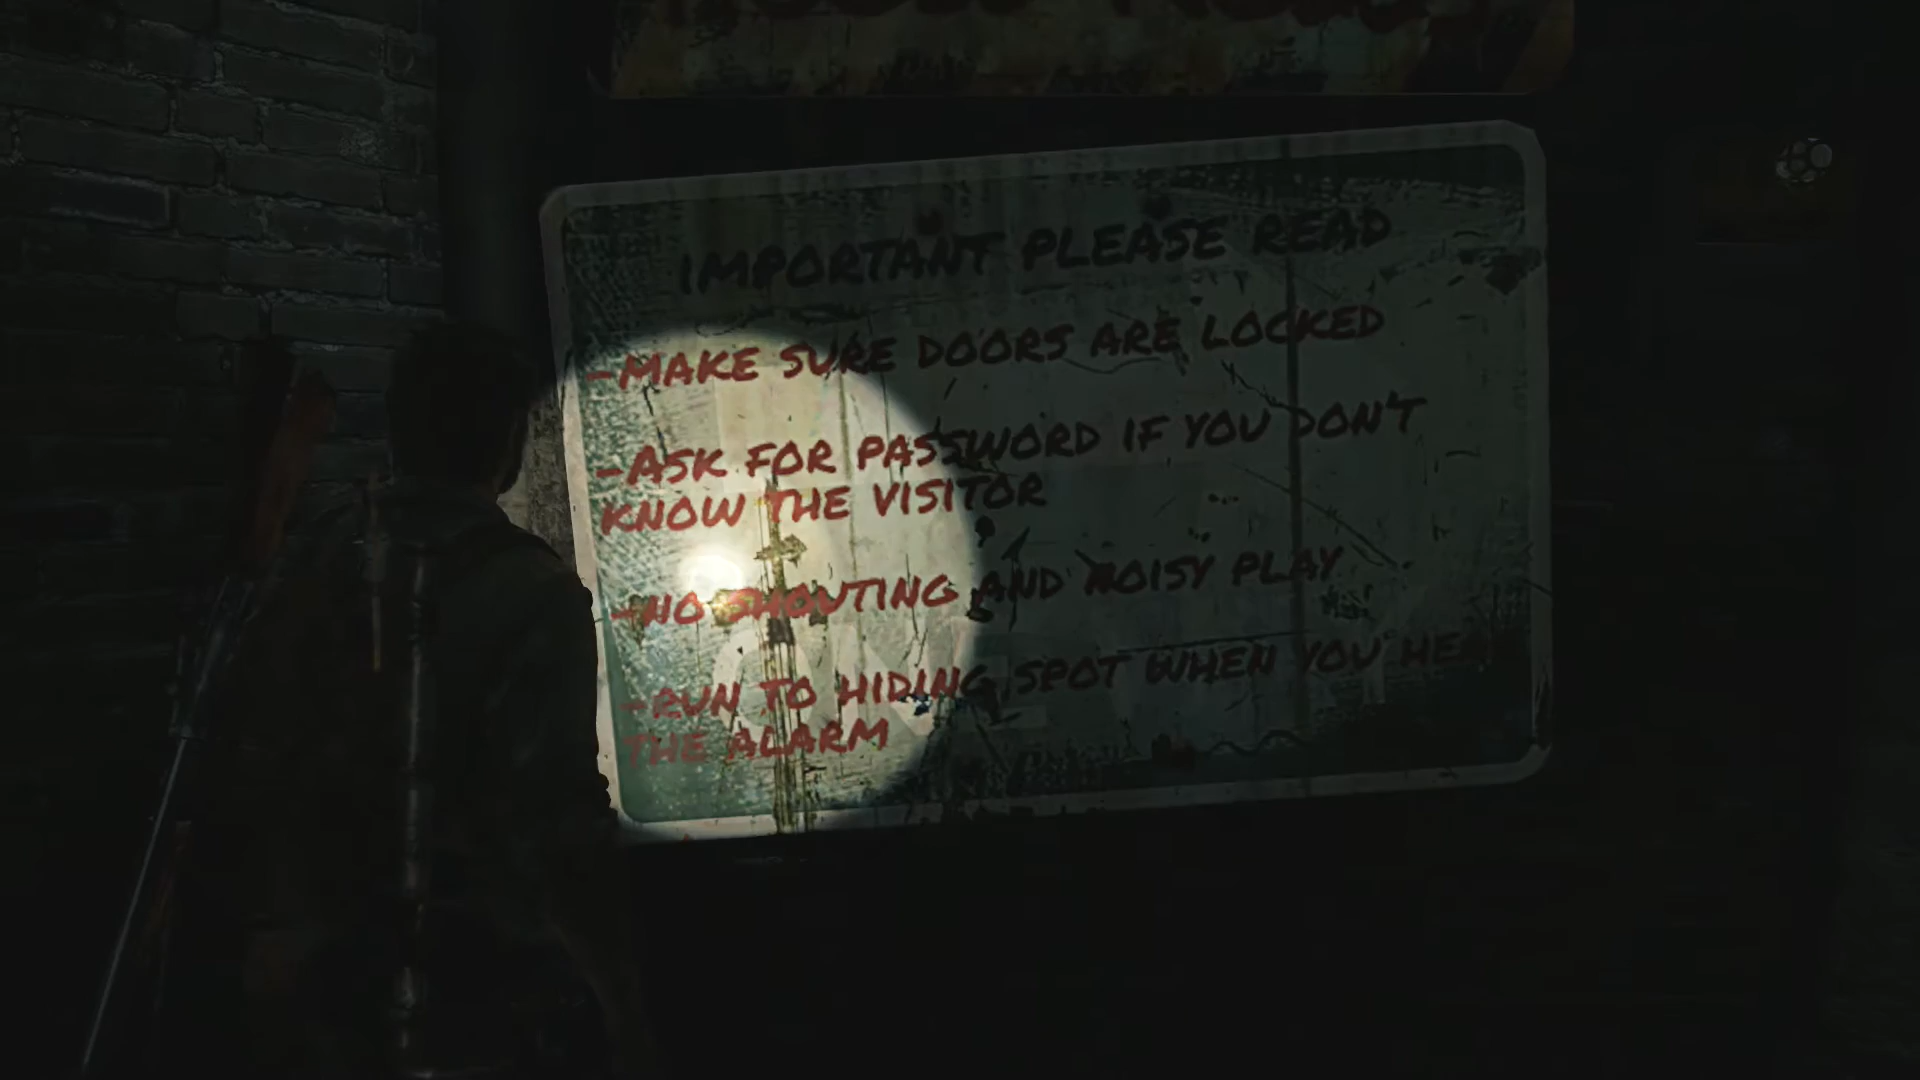 IMPORTANT PLEASE READ
-MAKE SURE DOORS ARE LOCKED
-ASK FOR PASSWORD IF YOU DON'T
KNOW THE VISITOR
-NO SHOUTING AND NOISY PLAY
-RUN TO HIDING SPOT WHEN YOU HEAR
THE ALARM